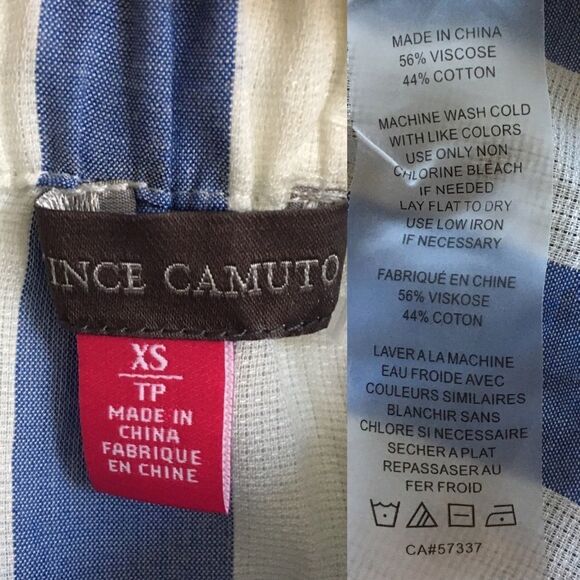 INCE CAMUTO
XS
TP
MADE IN
CHINA
FABRIQUE
EN CHINE
MADE IN CHINA
56% VISCOSE
44% COTTON
MACHINE WASH COLD
WITH LIKE COLORS
USE ONLY NON
CHLORINE BLEACH
IF NEEDED
LAY FLAT TO DRY
USE LOW IRON
IF NECESSARY
FABRIQUÉ EN CHINE
56% VISKOSE
44% COTON
LAVER A LA MACHINE
EAU FROIDE AVEC
COULEURS SIMILAIRES
BLANCHIR SANS
CHLORE SI NECESSAIRE
SECHER A PLAT
REPASSASER AU
FER FROID
CA#57337